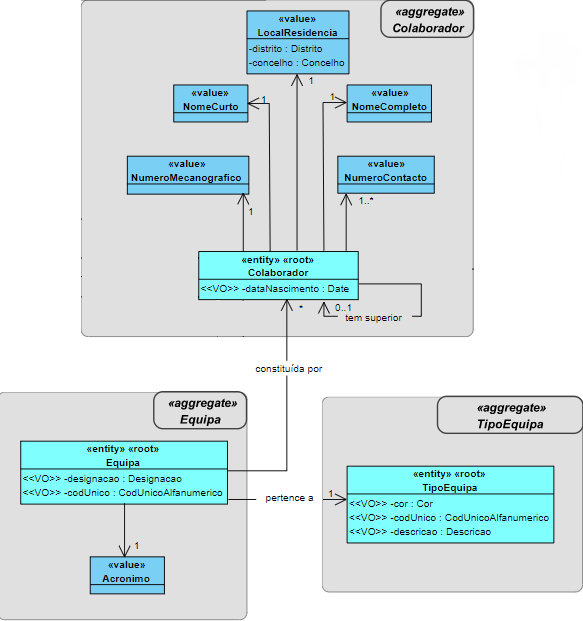 «aggregate»
Colaborador
«value»
LocalResidencia
-distrito : Distrito
-concelho : Concelho
1
«value»
NomeCurto
1
1
«value»
NomeCompleto
«value»
NumeroMecanografico
1
«value»
NumeroContacto
1..*
«entity» «root»
Colaborador
<<VO>> -dataNascimento : Date
*
0..1
tem superior
constituída por
«aggregate»
Equipa
«entity» «root»
Equipa
<<VO>> -designacao : Designacao
<<VO>> -codUnico : CodUnicoAlfanumerico
pertence a
1
1
«value»
Acronimo
«aggregate»
TipoEquipa
«entity» «root»
TipoEquipa
<<VO>> -cor : Cor
<<VO>> -codUnico : CodUnicoAlfanumerico
<<VO>> -descricao : Descricao